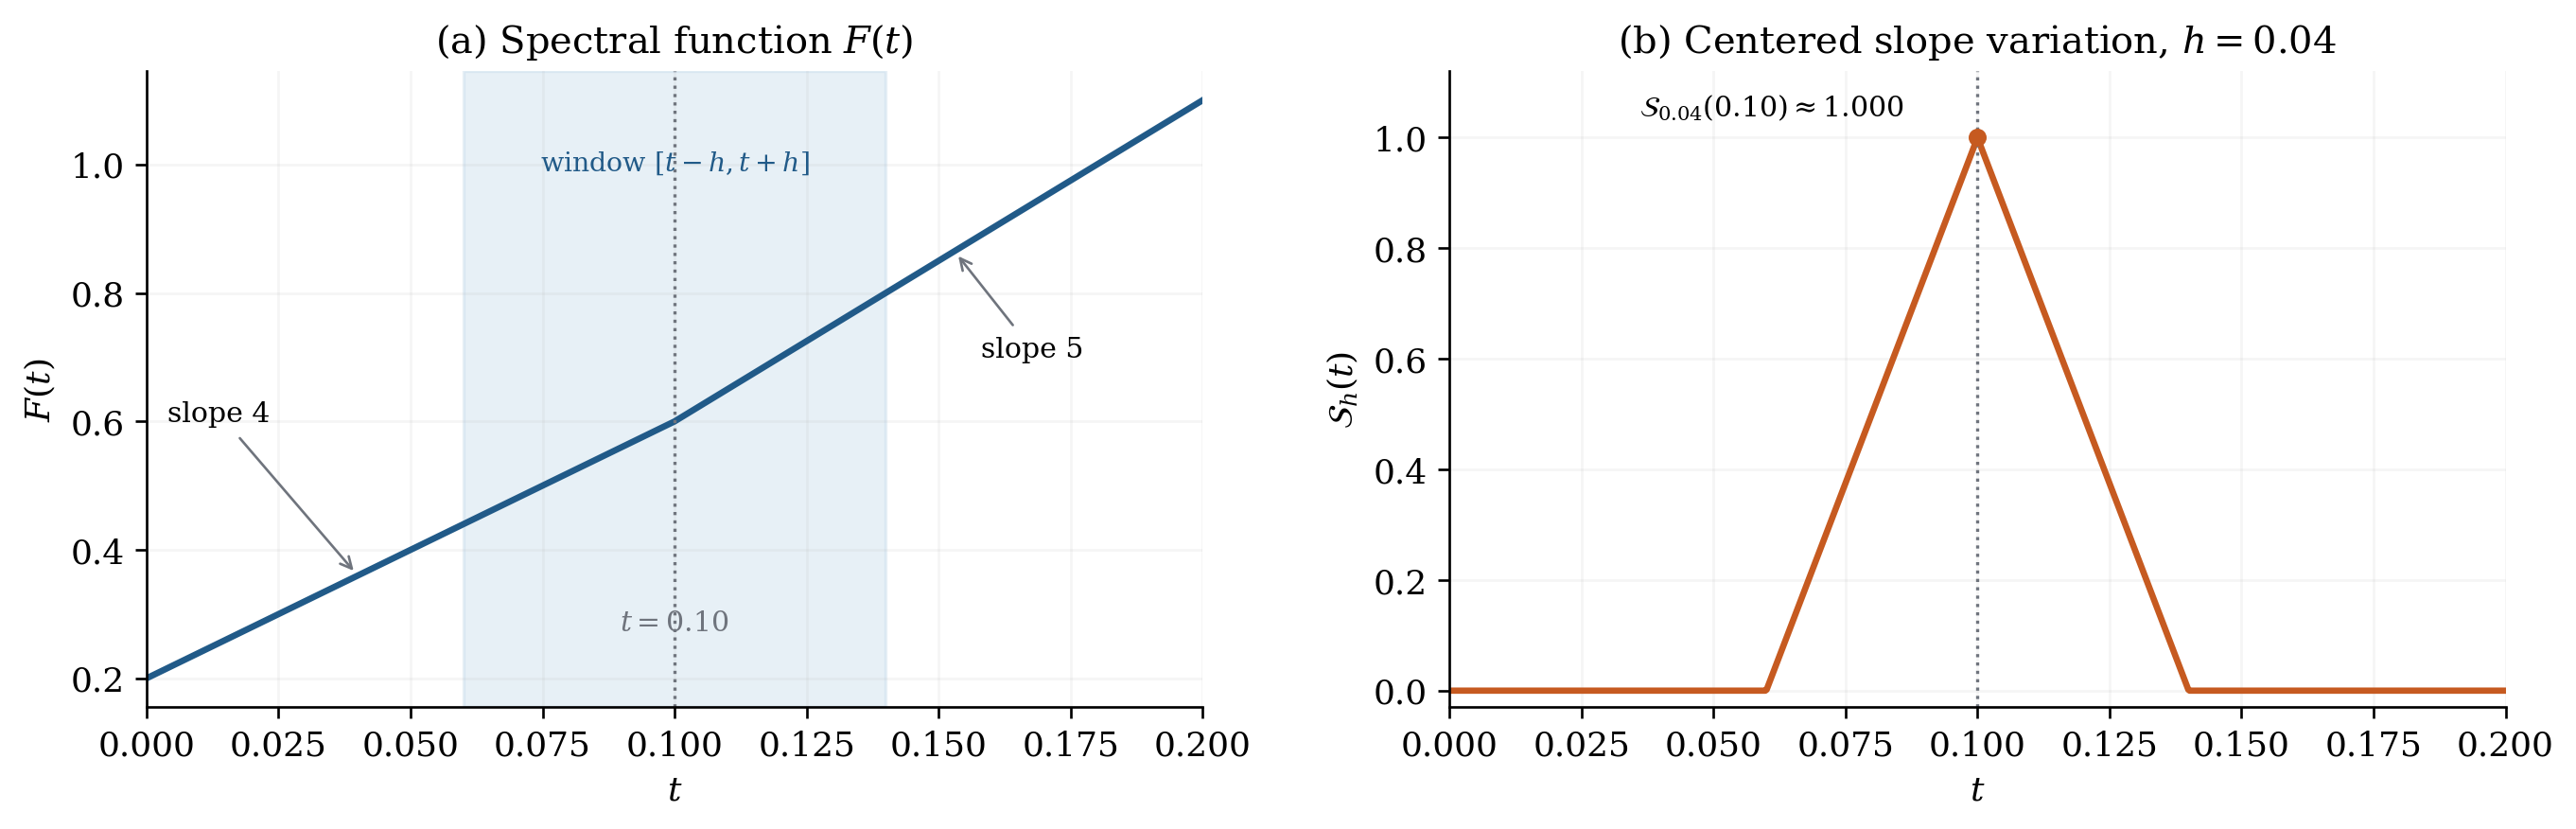 (a) Spectral function F(t)
F(t)
1.0
0.8
0.6
0.4
0.2
window [t − h, t + h]
slope 4
slope 5
t = 0.10
0.000 0.025 0.050 0.075 0.100 0.125 0.150 0.175 0.200
t
(b) Centered slope variation, h = 0.04
𝒮ₕ(t)
𝒮₀.₀₄(0.10) ≈ 1.000
1.0
0.8
0.6
0.4
0.2
0.0
0.000 0.025 0.050 0.075 0.100 0.125 0.150 0.175 0.200
t